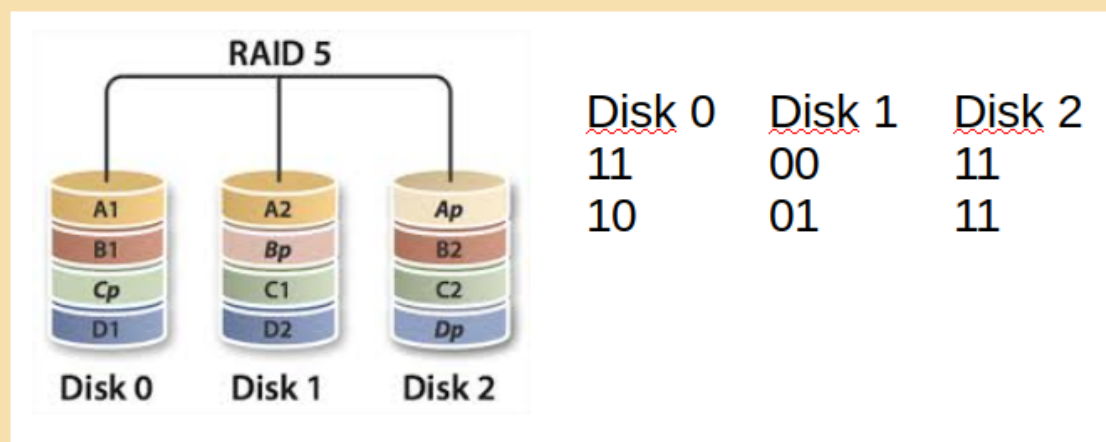 RAID 5
A1 A2 Ap
B1 Bp B2
Cp C1 C2
D1 D2 Dp
Disk 0 Disk 1 Disk 2
Disk 0 Disk 1 Disk 2
11 00 11
10 01 11